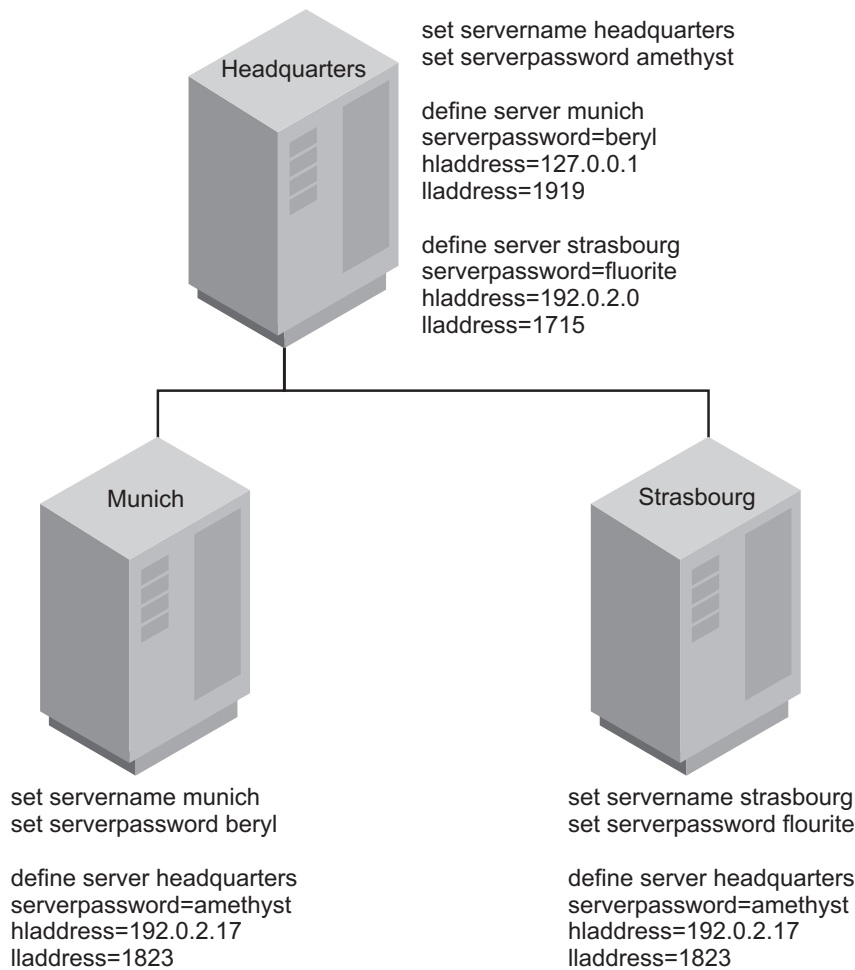 Headquarters
set servername headquarters
set serverpassword amethyst
define server munich
serverpassword=beryl
hladdress=127.0.0.1
lladdress=1919
define server strasbourg
serverpassword=fluorite
hladdress=192.0.2.0
lladdress=1715
Munich
Strasbourg
set servername munich
set serverpassword beryl
define server headquarters
serverpassword=amethyst
hladdress=192.0.2.17
lladdress=1823
set servername strasbourg
set serverpassword flourite
define server headquarters
serverpassword=amethyst
hladdress=192.0.2.17
lladdress=1823